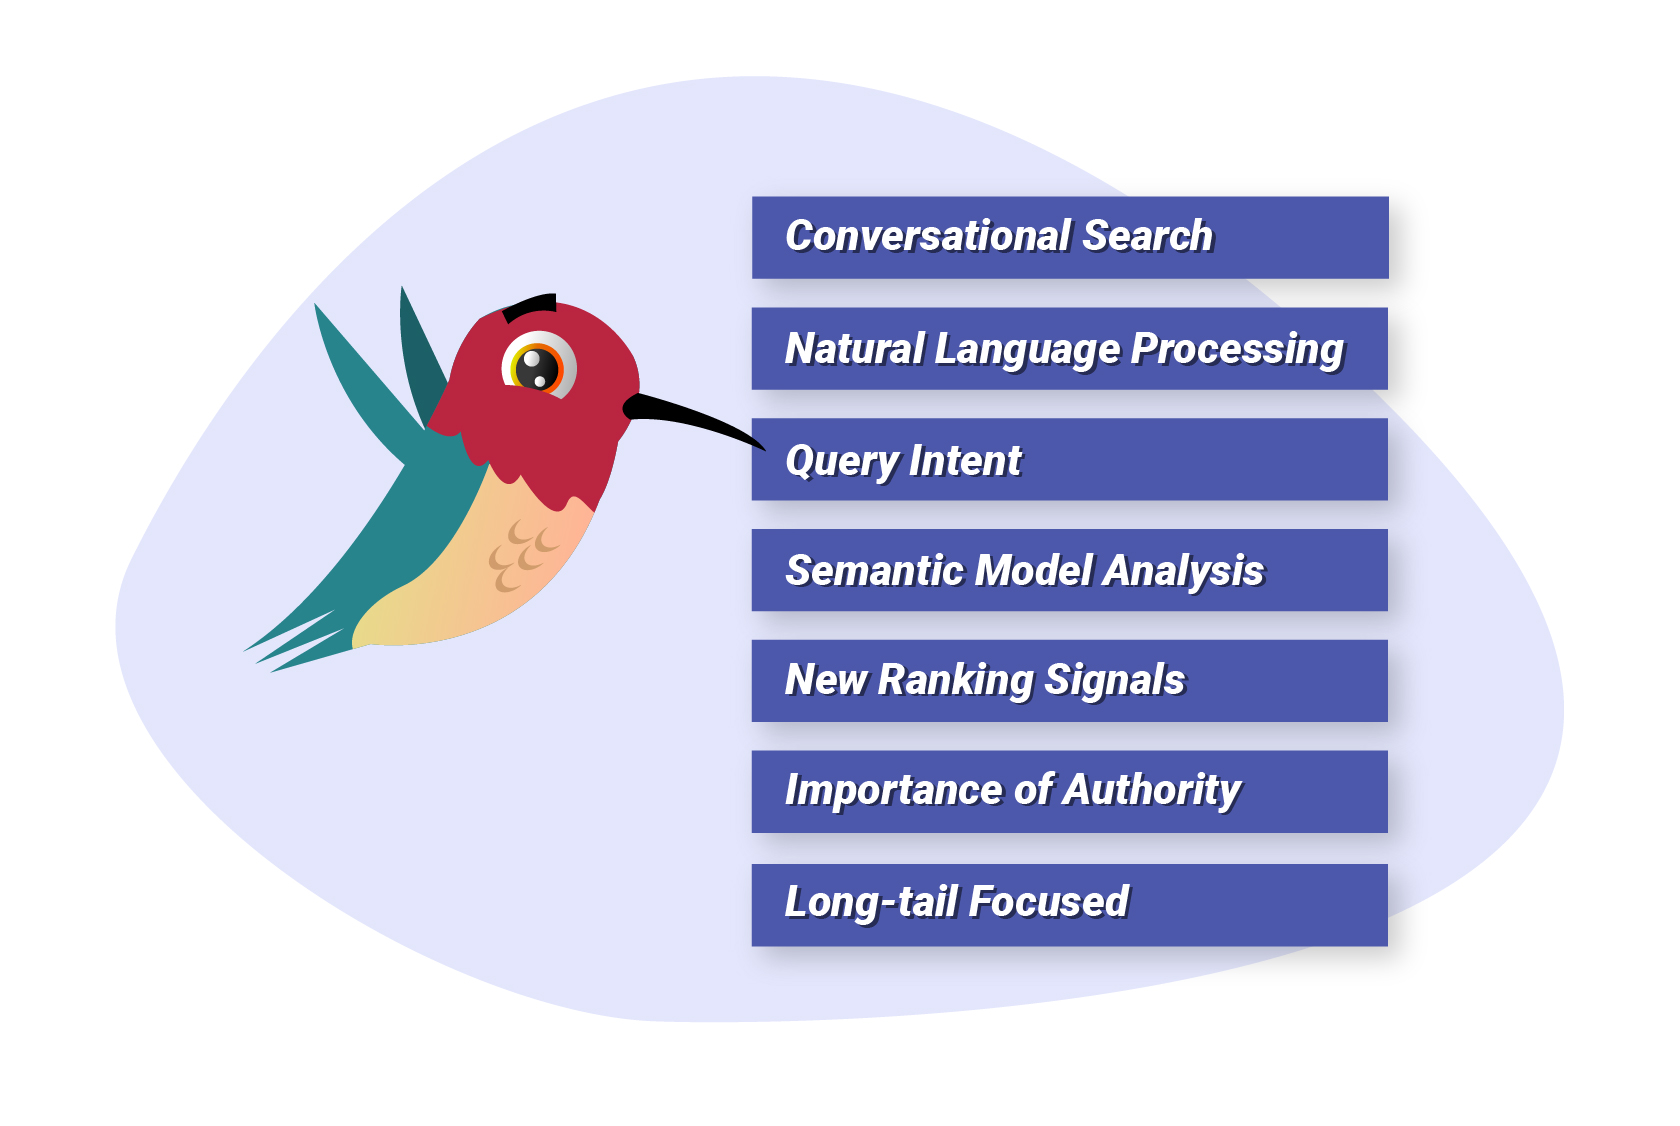 Conversational Search
Natural Language Processing
Query Intent
Semantic Model Analysis
New Ranking Signals
Importance of Authority
Long-tail Focused